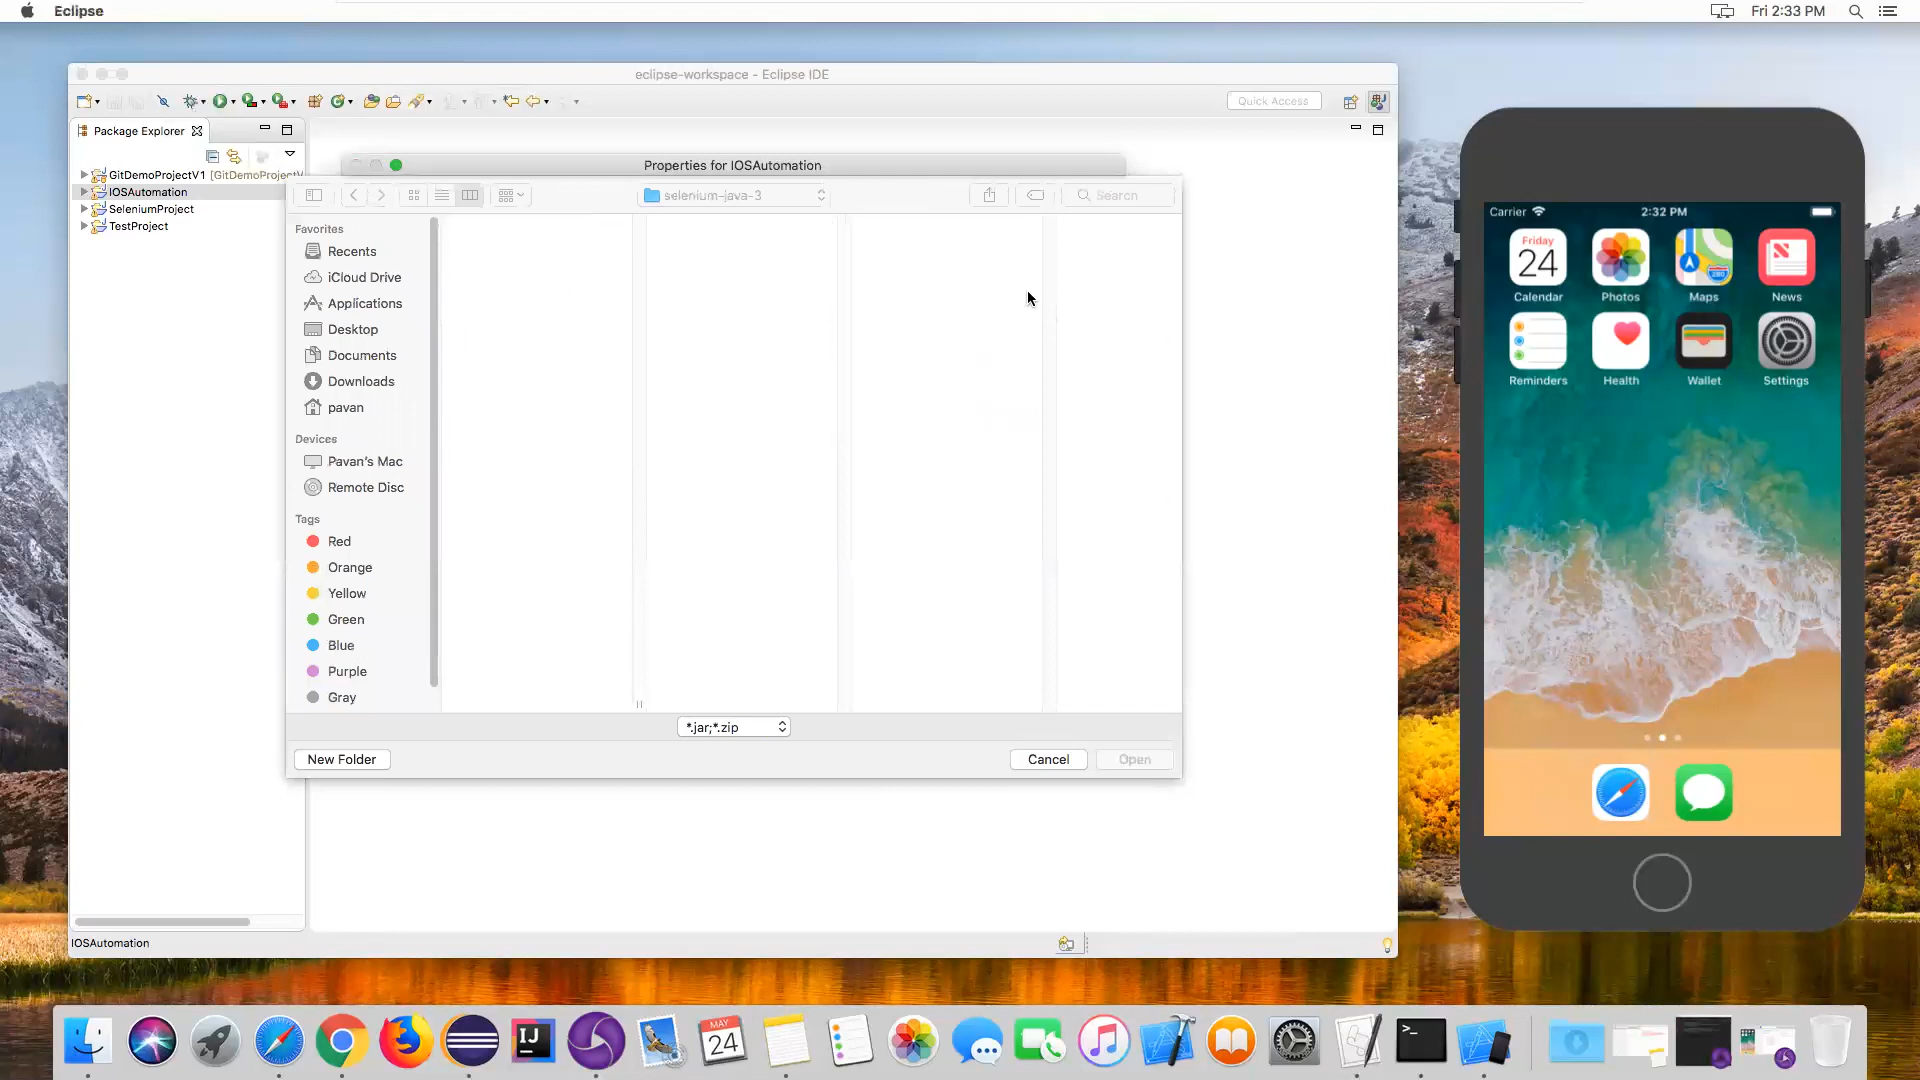 Eclipse
Fri 2:33 PM
eclipse-workspace - Eclipse IDE
Quick Access
Package Explorer
Properties for IOSAutomation
GitDemoProjectV1 [GitDemoProjectV
IOSAutomation
SeleniumProject
TestProject
selenium-java-3
Search
Favorites
Recents
iCloud Drive
Applications
Desktop
Documents
Downloads
pavan
Devices
Pavan's Mac
Remote Disc
Tags
Red
Orange
Yellow
Green
Blue
Purple
Gray
*.jar;*.zip
New Folder
Cancel
Open
IOSAutomation
Carrier
2:32 PM
Friday
24
Calendar
Photos
Maps
News
Reminders
Health
Wallet
Settings
IJ
MAY
24
>_